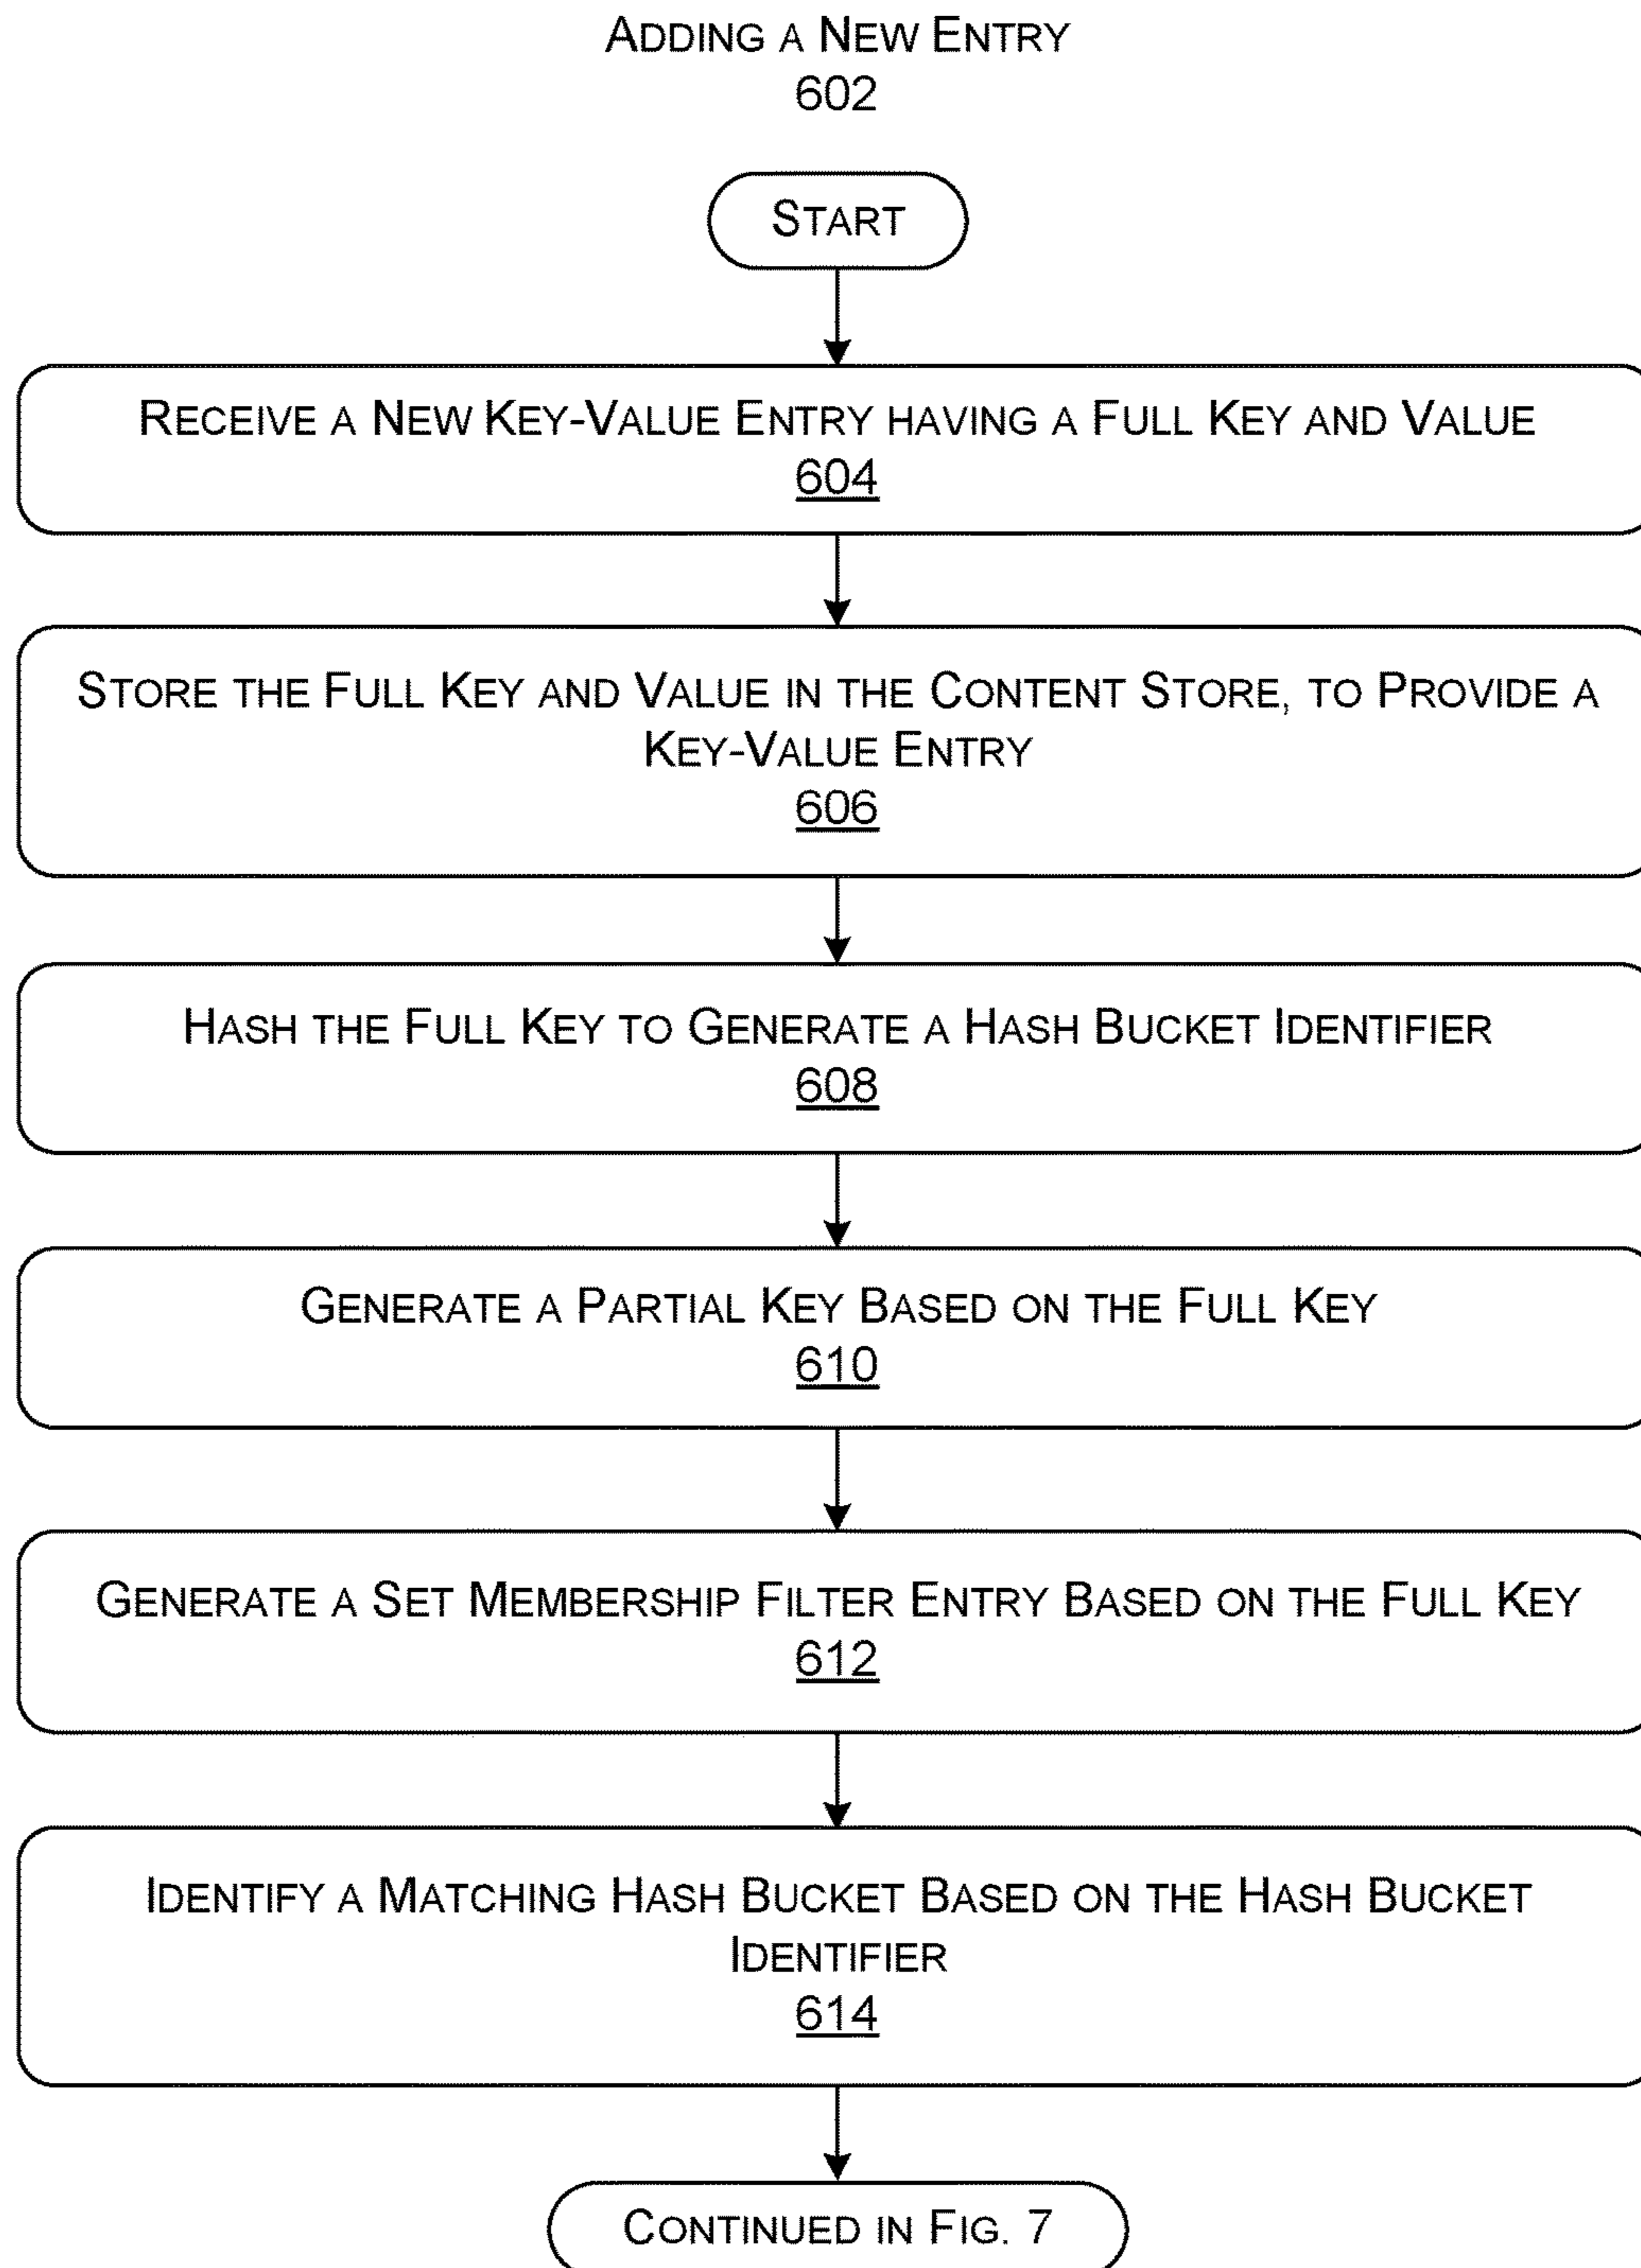 ADDING A NEW ENTRY
602
START
RECEIVE A NEW KEY-VALUE ENTRY HAVING A FULL KEY AND VALUE
604
STORE THE FULL KEY AND VALUE IN THE CONTENT STORE, TO PROVIDE A
KEY-VALUE ENTRY
606
HASH THE FULL KEY TO GENERATE A HASH BUCKET IDENTIFIER
608
GENERATE A PARTIAL KEY BASED ON THE FULL KEY
610
GENERATE A SET MEMBERSHIP FILTER ENTRY BASED ON THE FULL KEY
612
IDENTIFY A MATCHING HASH BUCKET BASED ON THE HASH BUCKET
IDENTIFIER
614
CONTINUED IN FIG. 7